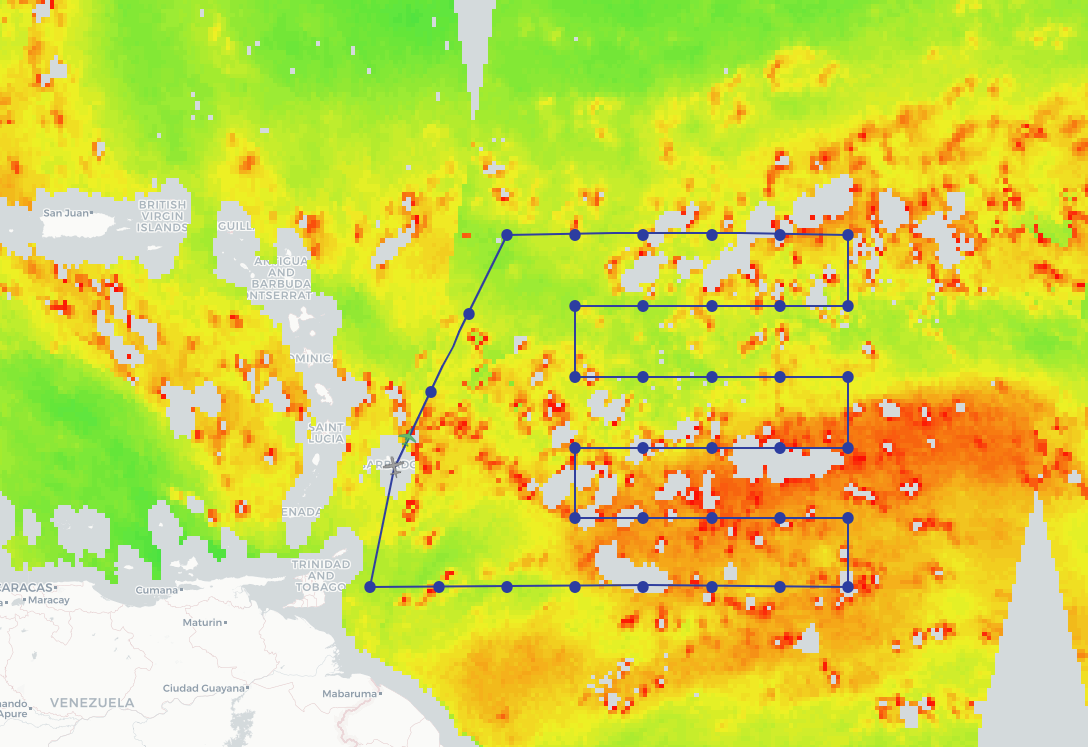 San Juan
BRITISH
VIRGIN
ISLANDS
GUILL
AND
BARBUDA
NTSERRAT
OMINIC
SAINT
LUCIA
ENADA
TRINIDAD
AND
TOBAGO
CARACAS
Maracay
Cumana
Maturin
Ciudad Guayana
Mabaruma
VENEZUELA
nando
Apure